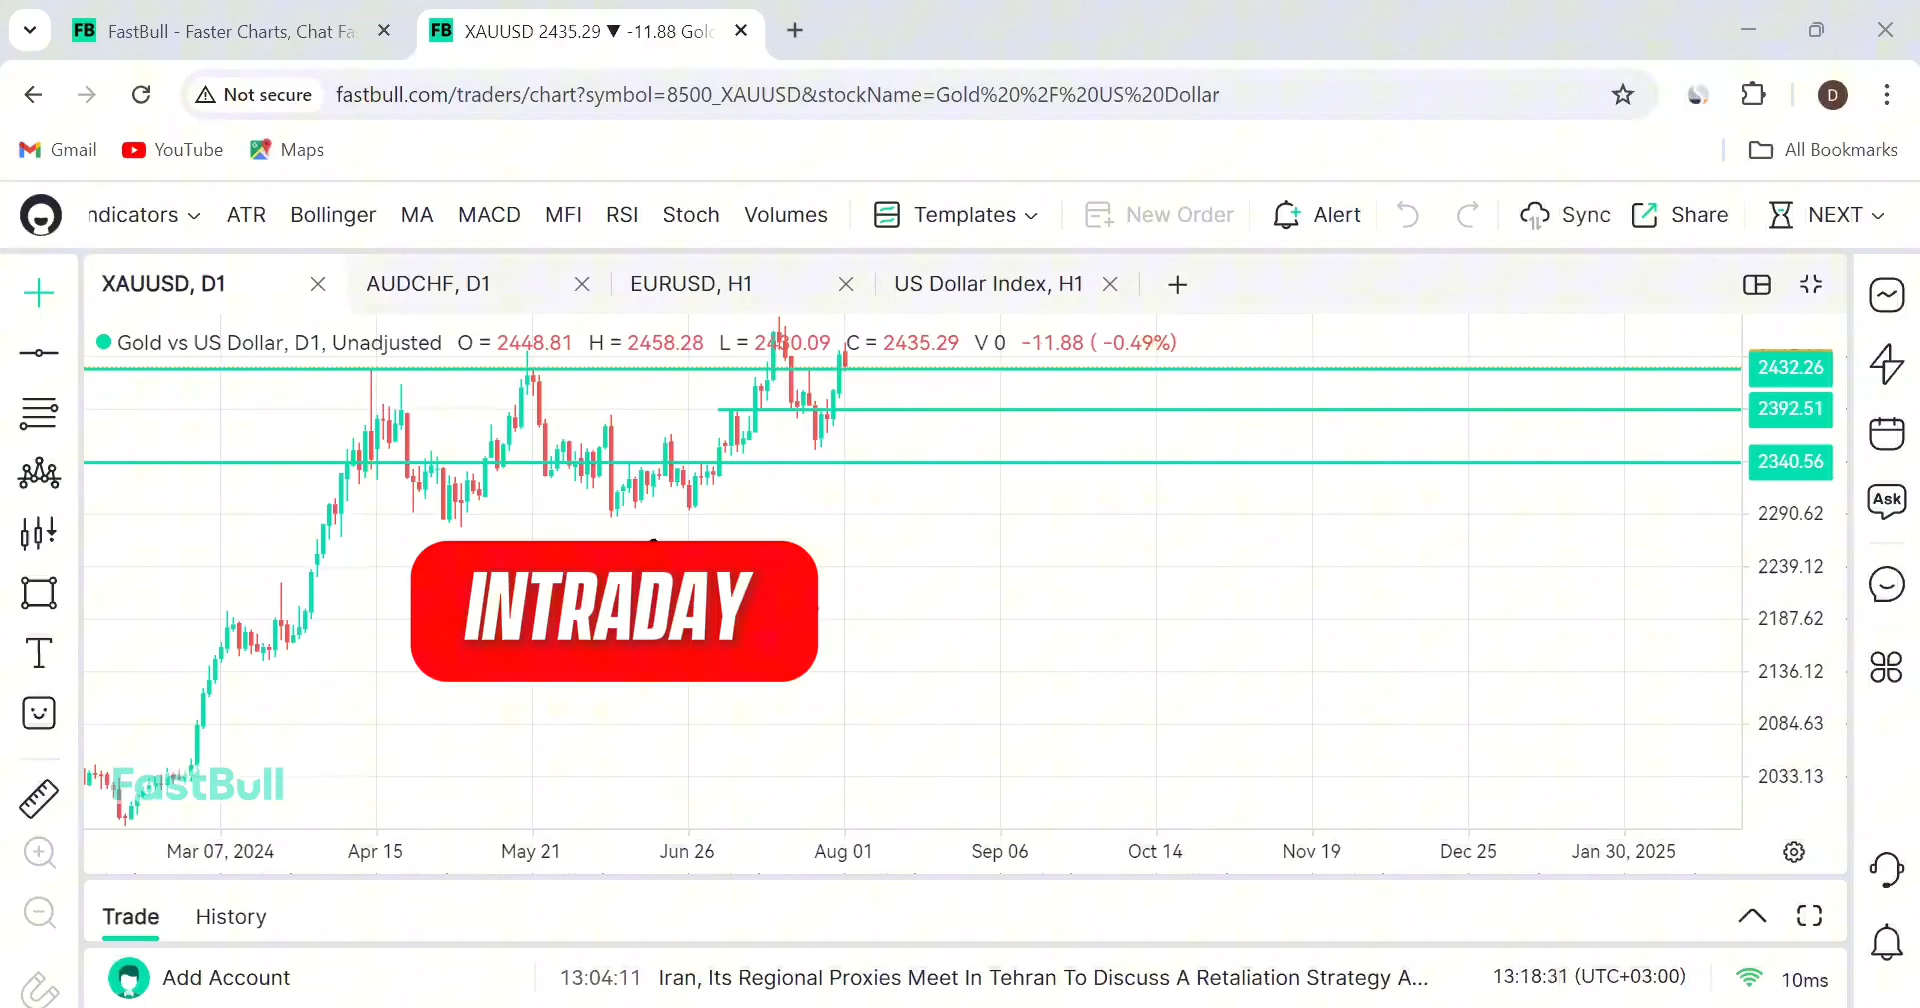 FB FastBull - Faster Charts, Chat Fa
FB XAUUSD 2435.29 ▼ -11.88 Gold
Not secure fastbull.com/traders/chart?symbol=8500_XAUUSD&stockName=Gold%20%2F%20US%20Dollar
D
Gmail YouTube Maps All Bookmarks
ndicators ATR Bollinger MA MACD MFI RSI Stoch Volumes Templates New Order Alert Sync Share NEXT
XAUUSD, D1 AUDCHF, D1 EURUSD, H1 US Dollar Index, H1
Gold vs US Dollar, D1, Unadjusted O = 2448.81 H = 2458.28 L = 2430.09 C = 2435.29 V 0 -11.88 ( -0.49%)
2432.26
2392.51
2340.56
2290.62
2239.12
2187.62
2136.12
2084.63
2033.13
Ask
T
INTRADAY
FastBull
Mar 07, 2024 Apr 15 May 21 Jun 26 Aug 01 Sep 06 Oct 14 Nov 19 Dec 25 Jan 30, 2025
Trade History
Add Account 13:04:11 Iran, Its Regional Proxies Meet In Tehran To Discuss A Retaliation Strategy A... 13:18:31 (UTC+03:00) 10ms